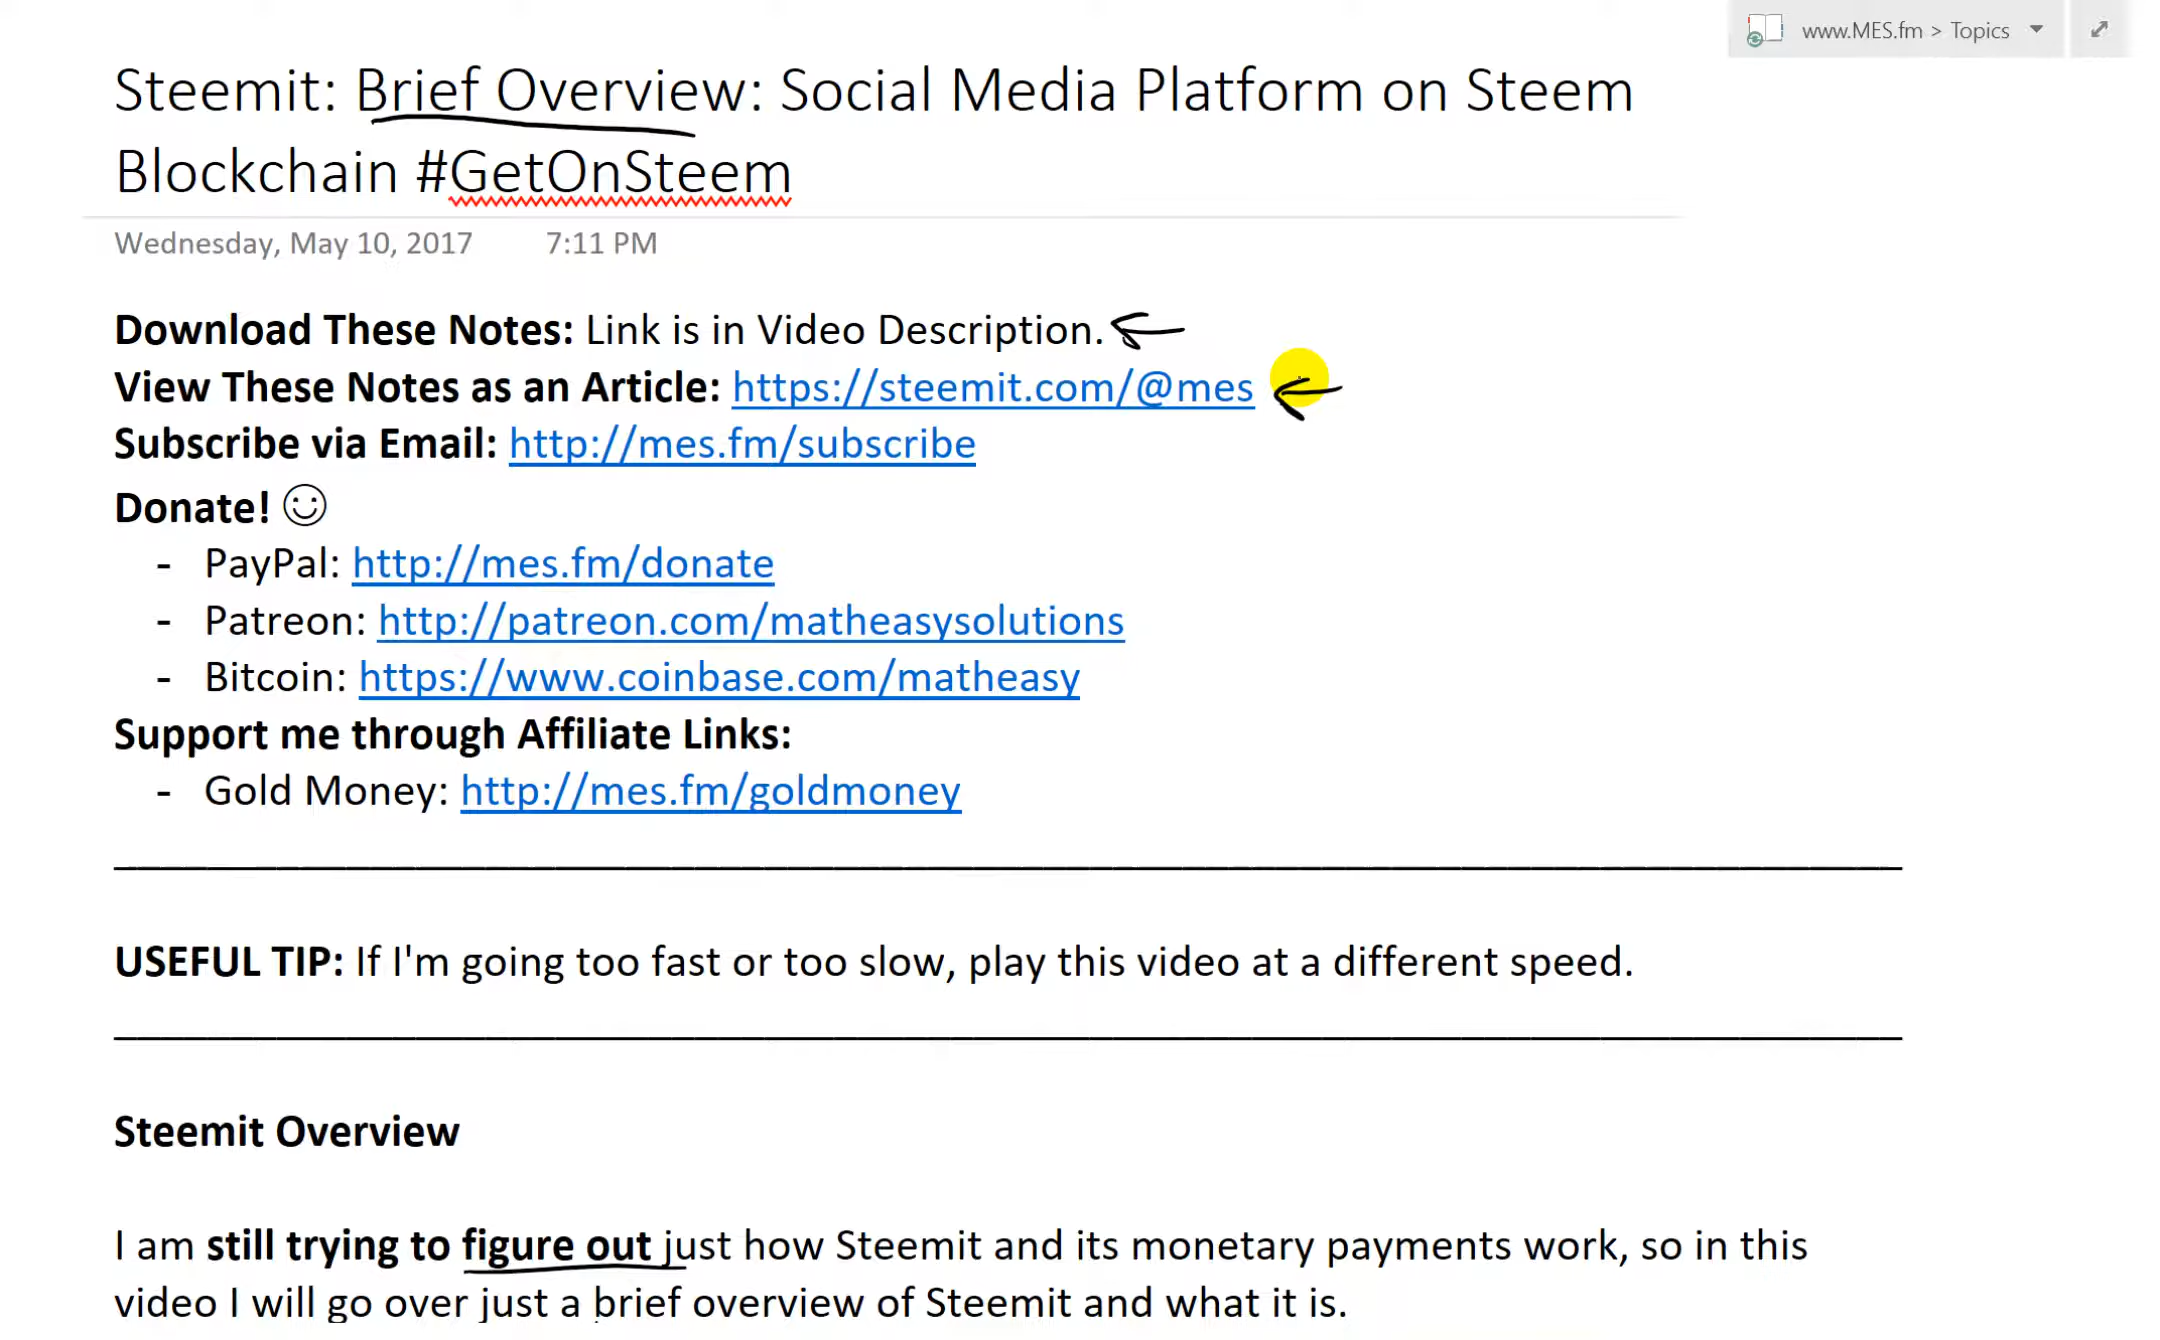 www.MES.fm > Topics
Steemit: Brief Overview: Social Media Platform on Steem
Blockchain #GetOnSteem
Wednesday, May 10, 2017 7:11 PM
Download These Notes: Link is in Video Description.
View These Notes as an Article: https://steemit.com/@mes
Subscribe via Email: http://mes.fm/subscribe
Donate! ☺
- PayPal: http://mes.fm/donate
- Patreon: http://patreon.com/matheasysolutions
- Bitcoin: https://www.coinbase.com/matheasy
Support me through Affiliate Links:
- Gold Money: http://mes.fm/goldmoney
USEFUL TIP: If I'm going too fast or too slow, play this video at a different speed.
Steemit Overview
I am still trying to figure out just how Steemit and its monetary payments work, so in this
video I will go over just a brief overview of Steemit and what it is.